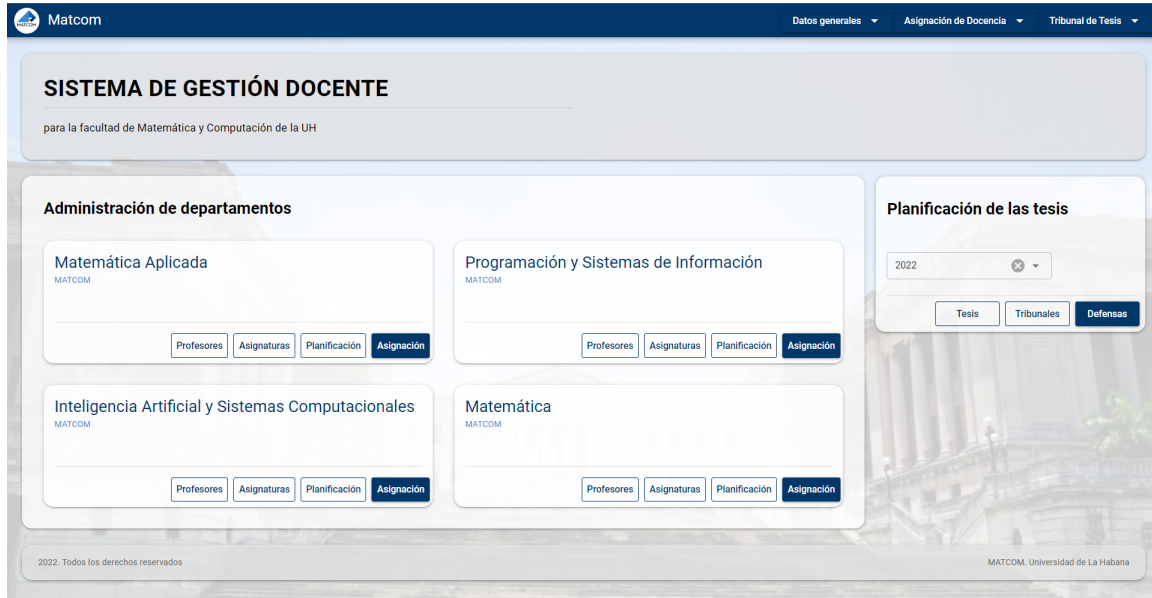 MATCOM
Matcom
Datos generales
Asignación de Docencia
Tribunal de Tesis
SISTEMA DE GESTIÓN DOCENTE
para la facultad de Matemática y Computación de la UH
Administración de departamentos
Matemática Aplicada
MATCOM
Profesores
Asignaturas
Planificación
Asignación
Programación y Sistemas de Información
MATCOM
Profesores
Asignaturas
Planificación
Asignación
Inteligencia Artificial y Sistemas Computacionales
MATCOM
Profesores
Asignaturas
Planificación
Asignación
Matemática
MATCOM
Profesores
Asignaturas
Planificación
Asignación
Planificación de las tesis
2022
Tesis
Tribunales
Defensas
2022. Todos los derechos reservados
MATCOM. Universidad de La Habana